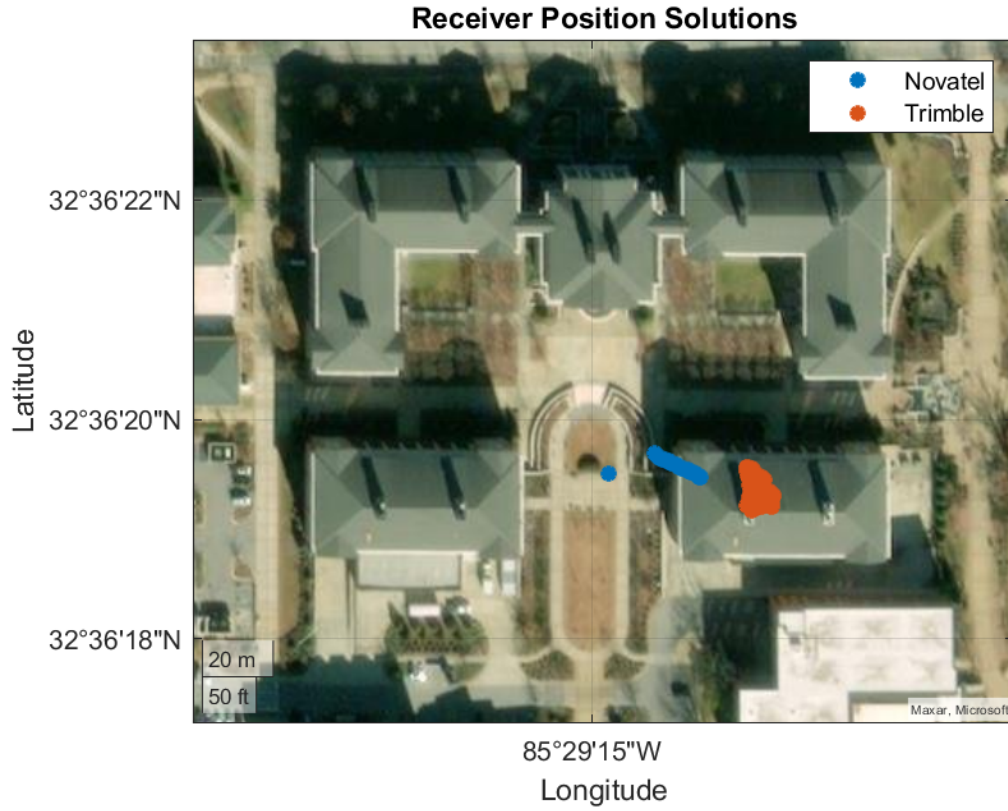 Receiver Position Solutions
Novatel
Trimble
32°36'22"N
32°36'20"N
32°36'18"N
Latitude
20 m
50 ft
Maxar, Microsoft
85°29'15"W
Longitude